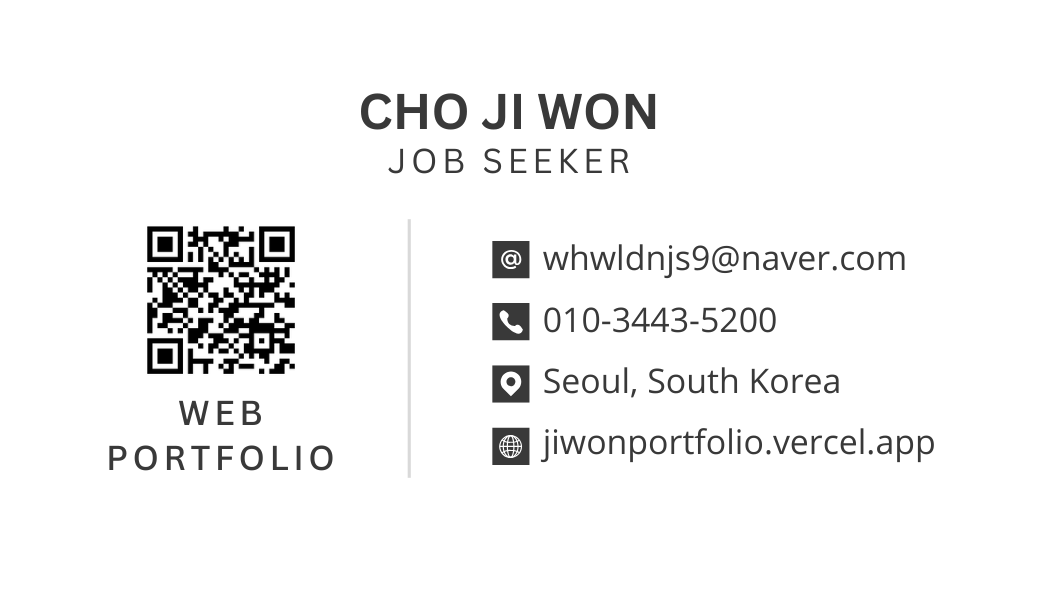 CHO JI WON
JOB SEEKER
WEB
PORTFOLIO
@ whwldnjs9@naver.com
010-3443-5200
Seoul, South Korea
jiwonportfolio.vercel.app